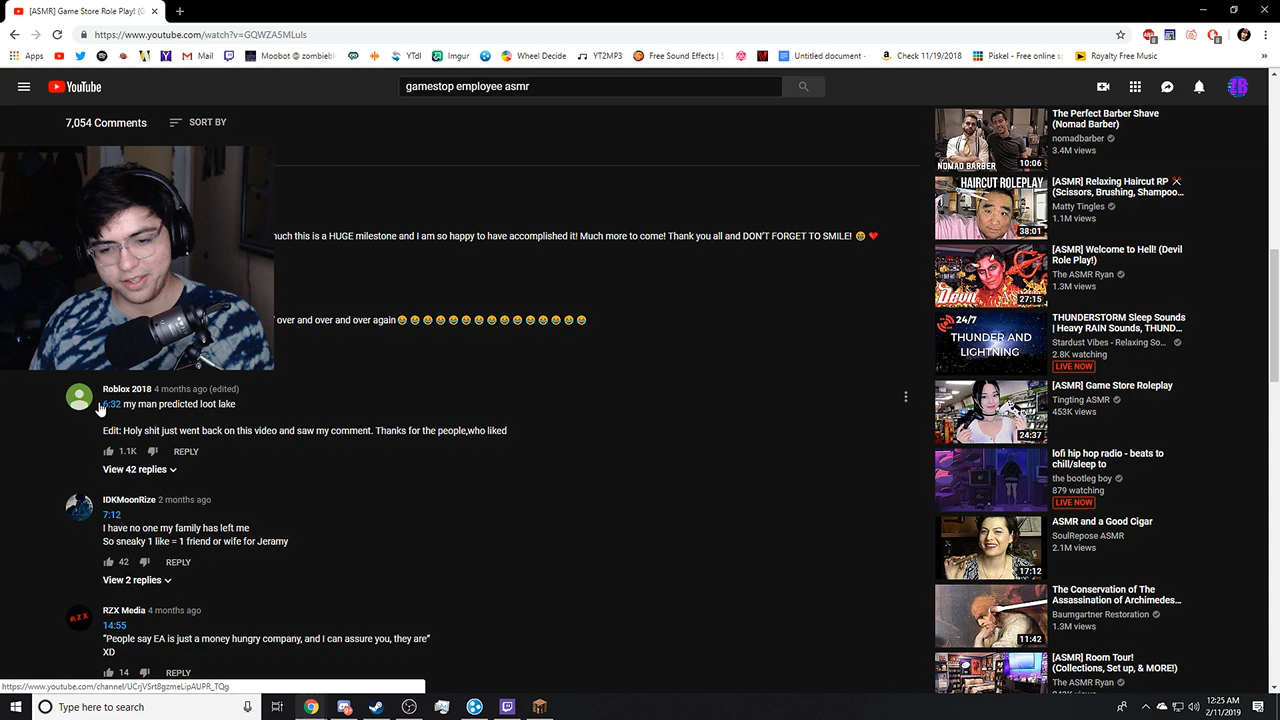 [ASMR] Game Store Role Play! (G
https://www.youtube.com/watch?v=GQWZA5MLuls
8
8
Apps
Mail
Moobot @ zombiebl
YTdl
Imgur
Wheel Decide
YT2MP3
Free Sound Effects |
Untitled document -
Check 11/19/2018
Piskel - Free online s
Royalty Free Music
»
YouTube
gamestop employee asmr
ZB
7,054 Comments
SORT BY
much this is a HUGE milestone and I am so happy to have accomplished it! Much more to come! Thank you all and DON'T FORGET TO SMILE! 😁 ❤
over and over and over again😂😂😂😂😂😂😂😂😂😂😂😂😂😂😂
Roblox 2018 4 months ago (edited)
6:32 my man predicted loot lake
Edit: Holy shit just went back on this video and saw my comment. Thanks for the people,who liked
1.1K REPLY
View 42 replies
IDKMoonRize 2 months ago
7:12
I have no one my family has left me
So sneaky 1 like = 1 friend or wife for Jeramy
42 REPLY
View 2 replies
RZX
RZX Media 4 months ago
14:55
“People say EA is just a money hungry company, and I can assure you, they are”
XD
14 REPLY
https://www.youtube.com/channel/UCrjVSrt8gzmeLipAUPR_TQg
NOMAD BARBER
10:06
The Perfect Barber Shave
(Nomad Barber)
nomadbarber
3.4M views
HAIRCUT ROLEPLAY
38:01
[ASMR] Relaxing Haircut RP ✂
(Scissors, Brushing, Shampoo...
Matty Tingles
1.1M views
Devil
27:15
[ASMR] Welcome to Hell! (Devil
Role Play!)
The ASMR Ryan
1.3M views
24/7
THUNDER AND
LIGHTNING
THUNDERSTORM Sleep Sounds
| Heavy RAIN Sounds, THUND...
Stardust Vibes - Relaxing So...
2.8K watching
LIVE NOW
24:37
[ASMR] Game Store Roleplay
Tingting ASMR
453K views
lofi hip hop radio - beats to
chill/sleep to
the bootleg boy
879 watching
LIVE NOW
17:12
ASMR and a Good Cigar
SoulRepose ASMR
2.1M views
11:42
The Conservation of The
Assassination of Archimedes...
Baumgartner Restoration
1.3M views
[ASMR] Room Tour!
(Collections, Set up, & MORE!)
The ASMR Ryan
Type here to search
12:25 AM
2/11/2019